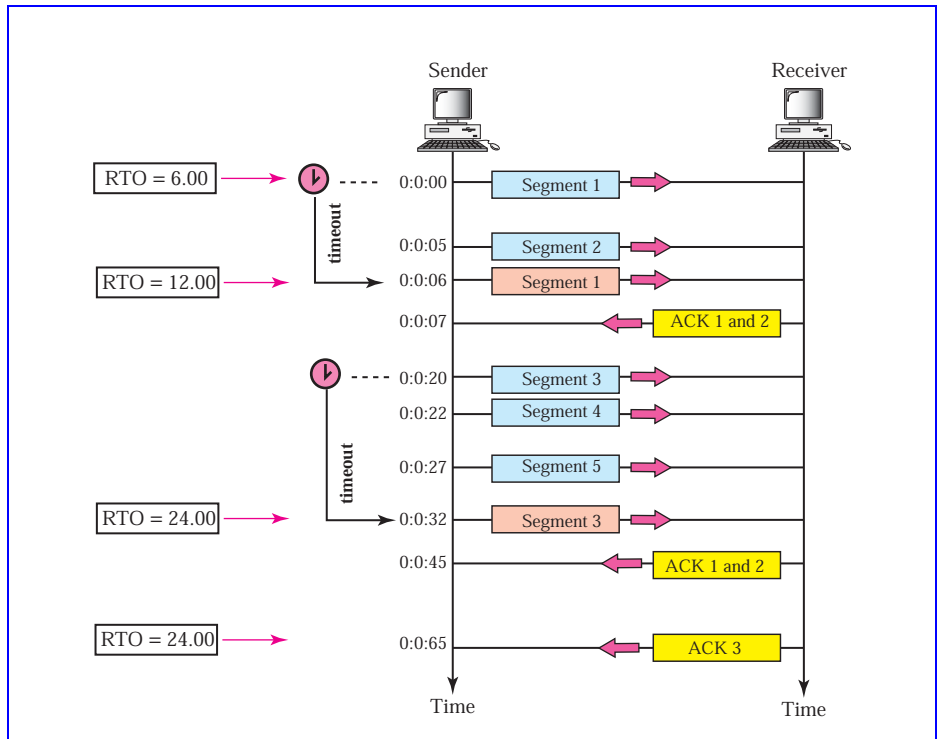 Sender
Receiver
RTO = 6.00
0:0:00
Segment 1
timeout
0:0:05
Segment 2
RTO = 12.00
0:0:06
Segment 1
0:0:07
ACK 1 and 2
0:0:20
Segment 3
0:0:22
Segment 4
timeout
0:0:27
Segment 5
RTO = 24.00
0:0:32
Segment 3
0:0:45
ACK 1 and 2
RTO = 24.00
0:0:65
ACK 3
Time
Time